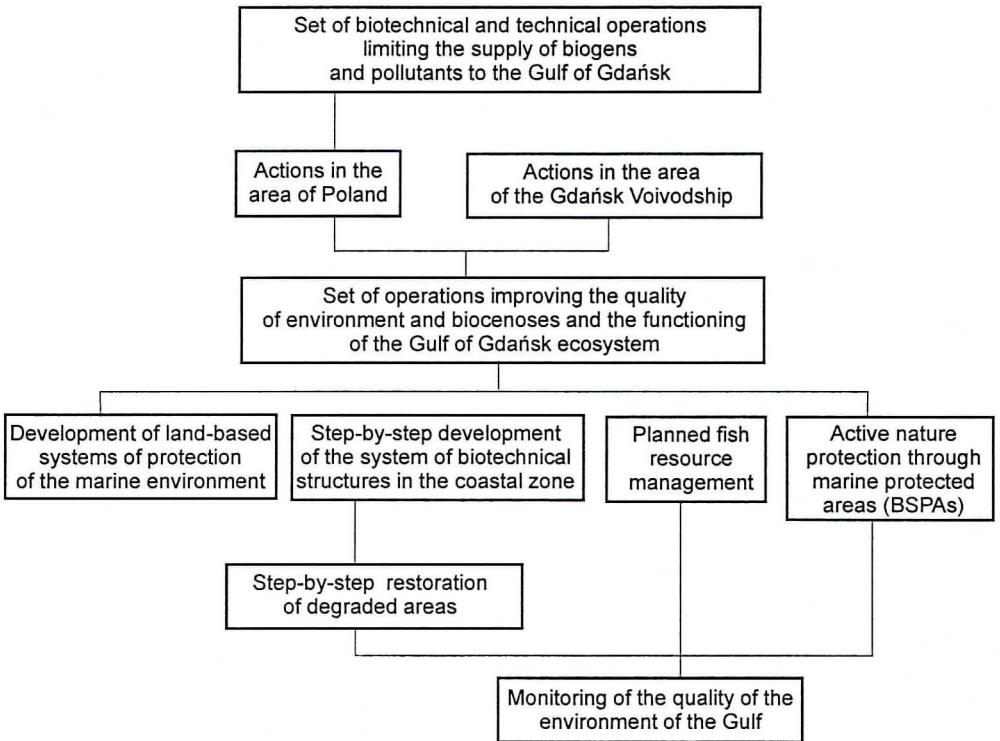 Set of biotechnical and technical operations
limiting the supply of biogens
and pollutants to the Gulf of Gdańsk
Actions in the
area of Poland
Actions in the area
of the Gdańsk Voivodship
Set of operations improving the quality
of environment and biocenoses and the functioning
of the Gulf of Gdańsk ecosystem
Development of land-based
systems of protection
of the marine environment
Step-by-step development
of the system of biotechnical
structures in the coastal zone
Planned fish
resource
management
Active nature
protection through
marine protected
areas (BSPAs)
Step-by-step restoration
of degraded areas
Monitoring of the quality of the
environment of the Gulf